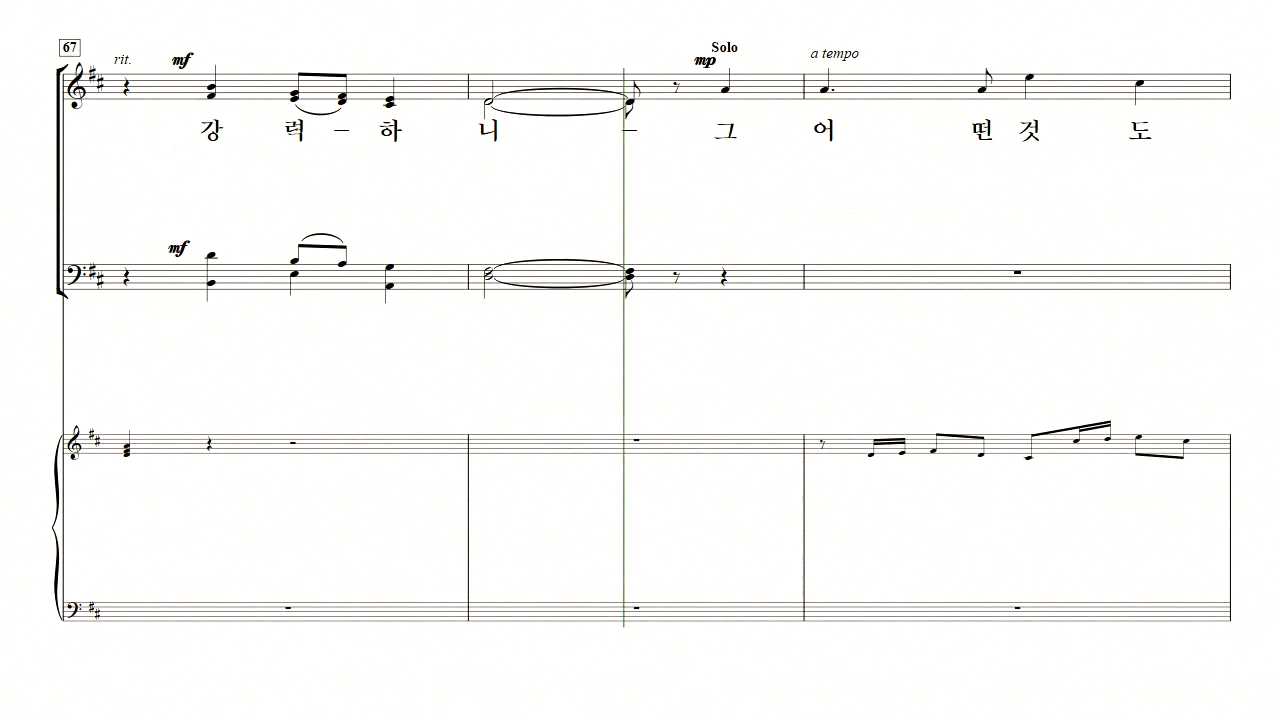 67
rit.
mf
Solo
mp
a tempo
강 력 – 하 니 – 그 어 떤 것 도
mf